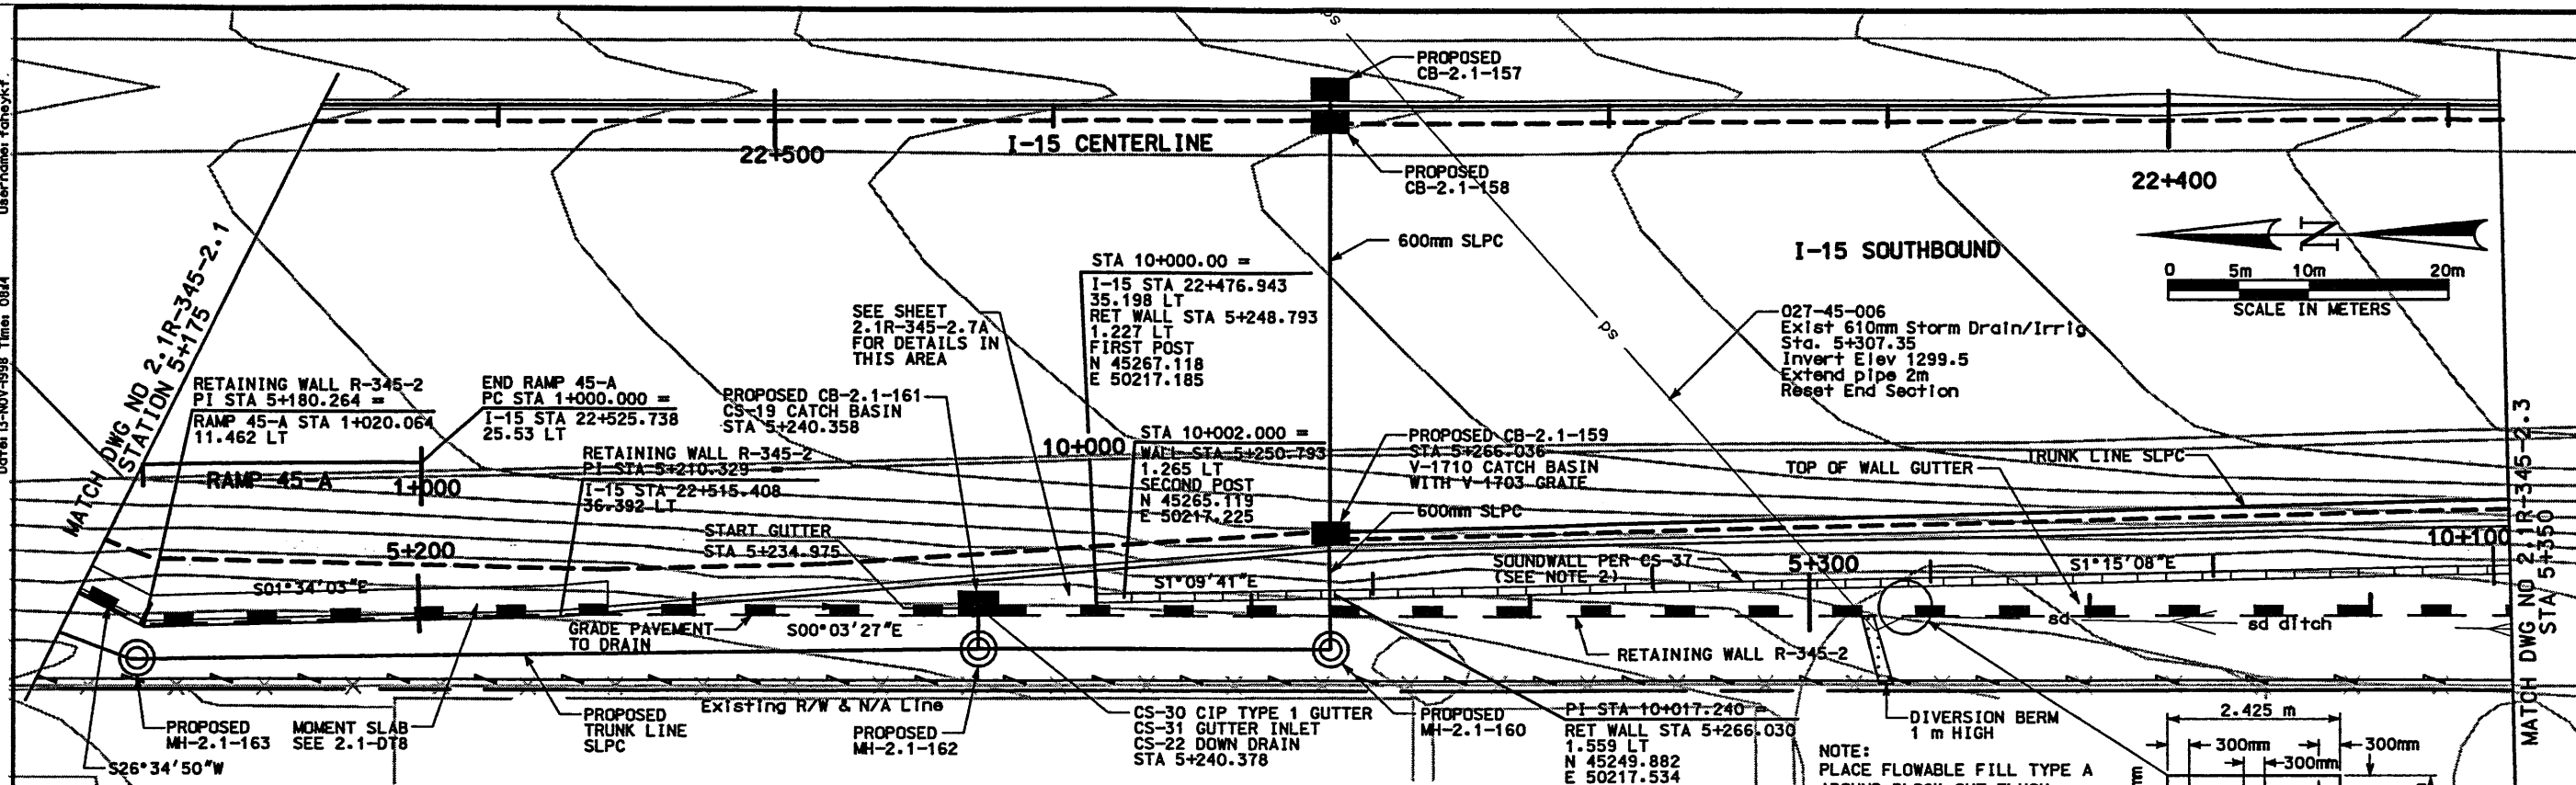 Username: faheykf
Date: 13-NOV-1998 Time: 0824
MATCH DWG NO 2.1R-345-2.1
STATION 5+175
PROPOSED
CB-2.1-157
I-15 CENTERLINE
22+500
PROPOSED
CB-2.1-158
22+400
600mm SLPC
I-15 SOUTHBOUND
N
0 5m 10m 20m
SCALE IN METERS
ps
ps
STA 10+000.00 =
I-15 STA 22+476.943
35.198 LT
RET WALL STA 5+248.793
1.227 LT
FIRST POST
N 45267.118
E 50217.185
SEE SHEET
2.1R-345-2.7A
FOR DETAILS IN
THIS AREA
027-45-006
Exist 610mm Storm Drain/Irrig
Sta. 5+307.35
Invert Elev 1299.5
Extend pipe 2m
Reset End Section
RETAINING WALL R-345-2
PI STA 5+180.264 =
RAMP 45-A STA 1+020.064
11.462 LT
END RAMP 45-A
PC STA 1+000.000 =
I-15 STA 22+525.738
25.53 LT
PROPOSED CB-2.1-161
CS-19 CATCH BASIN
STA 5+240.358
10+000
STA 10+002.000 =
WALL STA 5+250.793
1.265 LT
SECOND POST
N 45265.119
E 50217.225
PROPOSED CB-2.1-159
STA 5+266.036
V-1710 CATCH BASIN
WITH V-1703 GRATE
RETAINING WALL R-345-2
PI STA 5+210.329 =
I-15 STA 22+515.408
36.392 LT
RAMP 45-A
1+000
TOP OF WALL GUTTER
TRUNK LINE SLPC
600mm SLPC
START GUTTER
STA 5+234.975
5+200
10+100
SOUNDWALL PER CS-37
(SEE NOTE 2)
5+300
S1°15'08"E
S1°09'41"E
S01°34'03"E
GRADE PAVEMENT
TO DRAIN
S00°03'27"E
sd
sd ditch
RETAINING WALL R-345-2
MATCH DWG NO 2.1R-345-2.3
STA 5+350
Existing R/W & N/A Line
PROPOSED
MH-2.1-163
MOMENT SLAB
SEE 2.1-DT8
S26°34'50"W
PROPOSED
TRUNK LINE
SLPC
PROPOSED
MH-2.1-162
CS-30 CIP TYPE 1 GUTTER
CS-31 GUTTER INLET
CS-22 DOWN DRAIN
STA 5+240.378
PROPOSED
MH-2.1-160
PI STA 10+017.240 =
RET WALL STA 5+266.030
1.559 LT
N 45249.882
E 50217.534
DIVERSION BERM
1 m HIGH
NOTE:
PLACE FLOWABLE FILL TYPE A
2.425 m
300mm
300mm
300mm